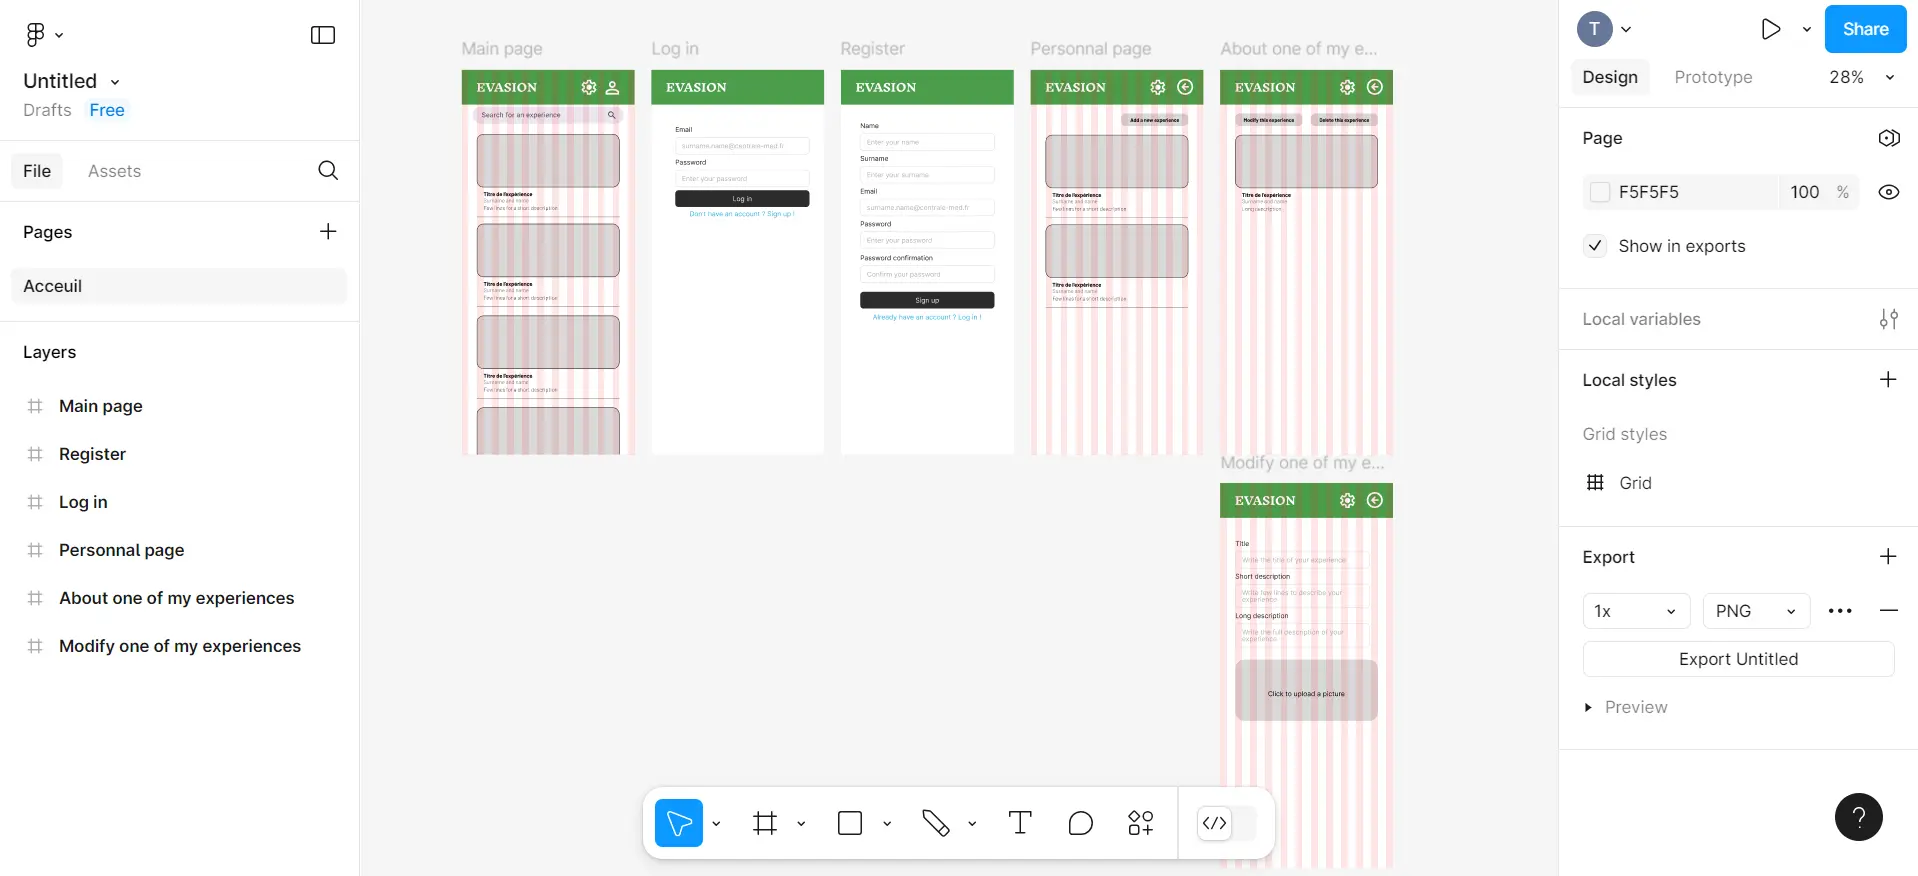 Untitled
Drafts Free
File Assets
Pages
Acceuil
Layers
Main page
Register
Log in
Personnal page
About one of my experiences
Modify one of my experiences
Main page
EVASION
Search for an experience
Titre de l'expérience
Surname and name
Few lines for a short description
Titre de l'expérience
Surname and name
Few lines for a short description
Titre de l'expérience
Surname and name
Few lines for a short description
Log in
EVASION
Email
surname.name@centrale-med.fr
Password
Enter your password
Log in
Don't have an account ? Sign up !
Register
EVASION
Name
Enter your name
Surname
Enter your surname
Email
surname.name@centrale-med.fr
Password
Enter your password
Password confirmation
Confirm your password
Sign up
Already have an account ? Log in !
Personnal page
EVASION
Add a new experience
Titre de l'expérience
Surname and name
Few lines for a short description
Titre de l'expérience
Surname and name
Few lines for a short description
About one of my e...
EVASION
Modify this experience Delete this experience
Titre de l'expérience
Surname and name
Long description
Modify one of my e...
EVASION
Title
Write the title of your experience
Short description
Write few lines to describe your
experience
Long description
Write the full description of your
experience
Click to upload a picture
T
Share
Design Prototype 28%
Page
F5F5F5 100 %
Show in exports
Local variables
Local styles
Grid styles
Grid
Export
1x PNG
Export Untitled
Preview
?